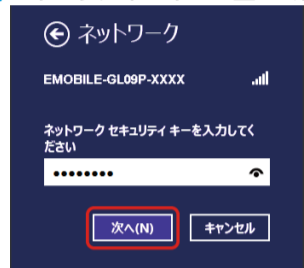 ネットワーク
EMOBILE-GL09P-XXXX
ネットワーク セキュリティ キーを入力してく
ださい
••••••••
次へ(N)
キャンセル